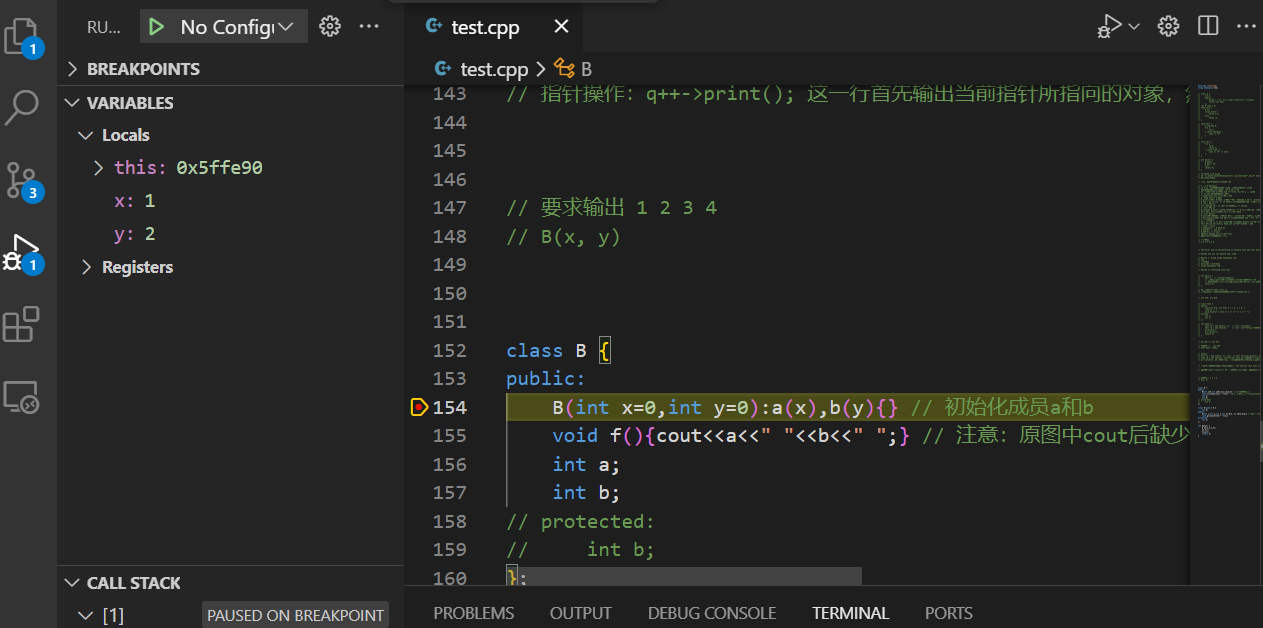 RU...
No Config
test.cpp
test.cpp > B
1
3
1
BREAKPOINTS
VARIABLES
Locals
this: 0x5ffe90
x: 1
y: 2
Registers
CALL STACK
[1]
PAUSED ON BREAKPOINT
143 // 指针操作：q++->print(); 这一行首先输出当前指针所指向的对象，
144
145
146
147 // 要求输出 1 2 3 4
148 // B(x, y)
149
150
151
152 class B {
153 public:
154 B(int x=0,int y=0):a(x),b(y){} // 初始化成员a和b
155 void f(){cout<<a<<" "<<b<<" ";} // 注意：原图中cout后缺少
156 int a;
157 int b;
158 // protected:
159 //     int b;
160 };
PROBLEMS
OUTPUT
DEBUG CONSOLE
TERMINAL
PORTS